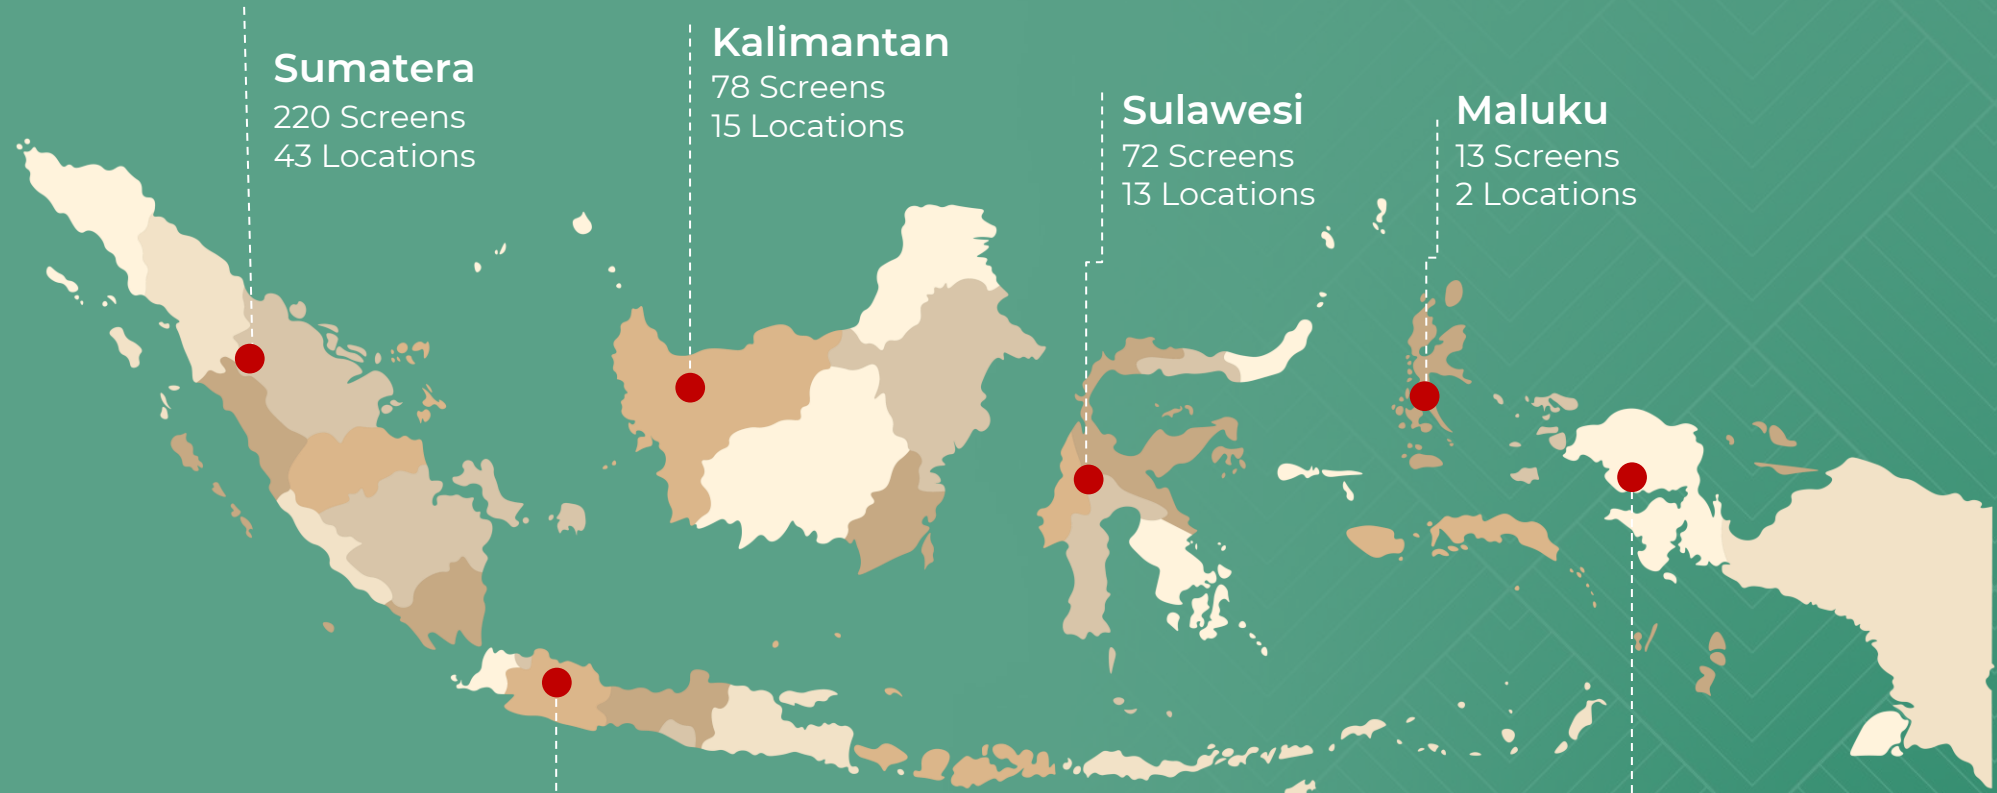 Sumatera
220 Screens
43 Locations
Kalimantan
78 Screens
15 Locations
Sulawesi
72 Screens
13 Locations
Maluku
13 Screens
2 Locations